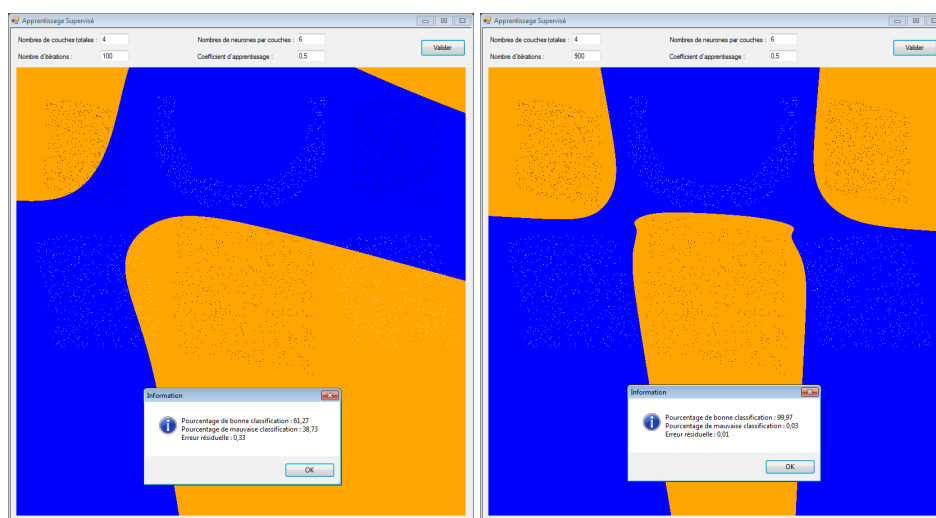 Apprentissage Supervisé
Nombres de couches totales : 4
Nombres de neurones par couches : 6
Valider
Nombre d'itérations : 100
Coefficient d'apprentissage : 0,5
Information
Pourcentage de bonne classification : 61,27
Pourcentage de mauvaise classification : 38,73
Erreur résiduelle : 0,33
OK
Apprentissage Supervisé
Nombres de couches totales : 4
Nombres de neurones par couches : 6
Valider
Nombre d'itérations : 900
Coefficient d'apprentissage : 0,5
Information
Pourcentage de bonne classification : 99,97
Pourcentage de mauvaise classification : 0,03
Erreur résiduelle : 0,01
OK